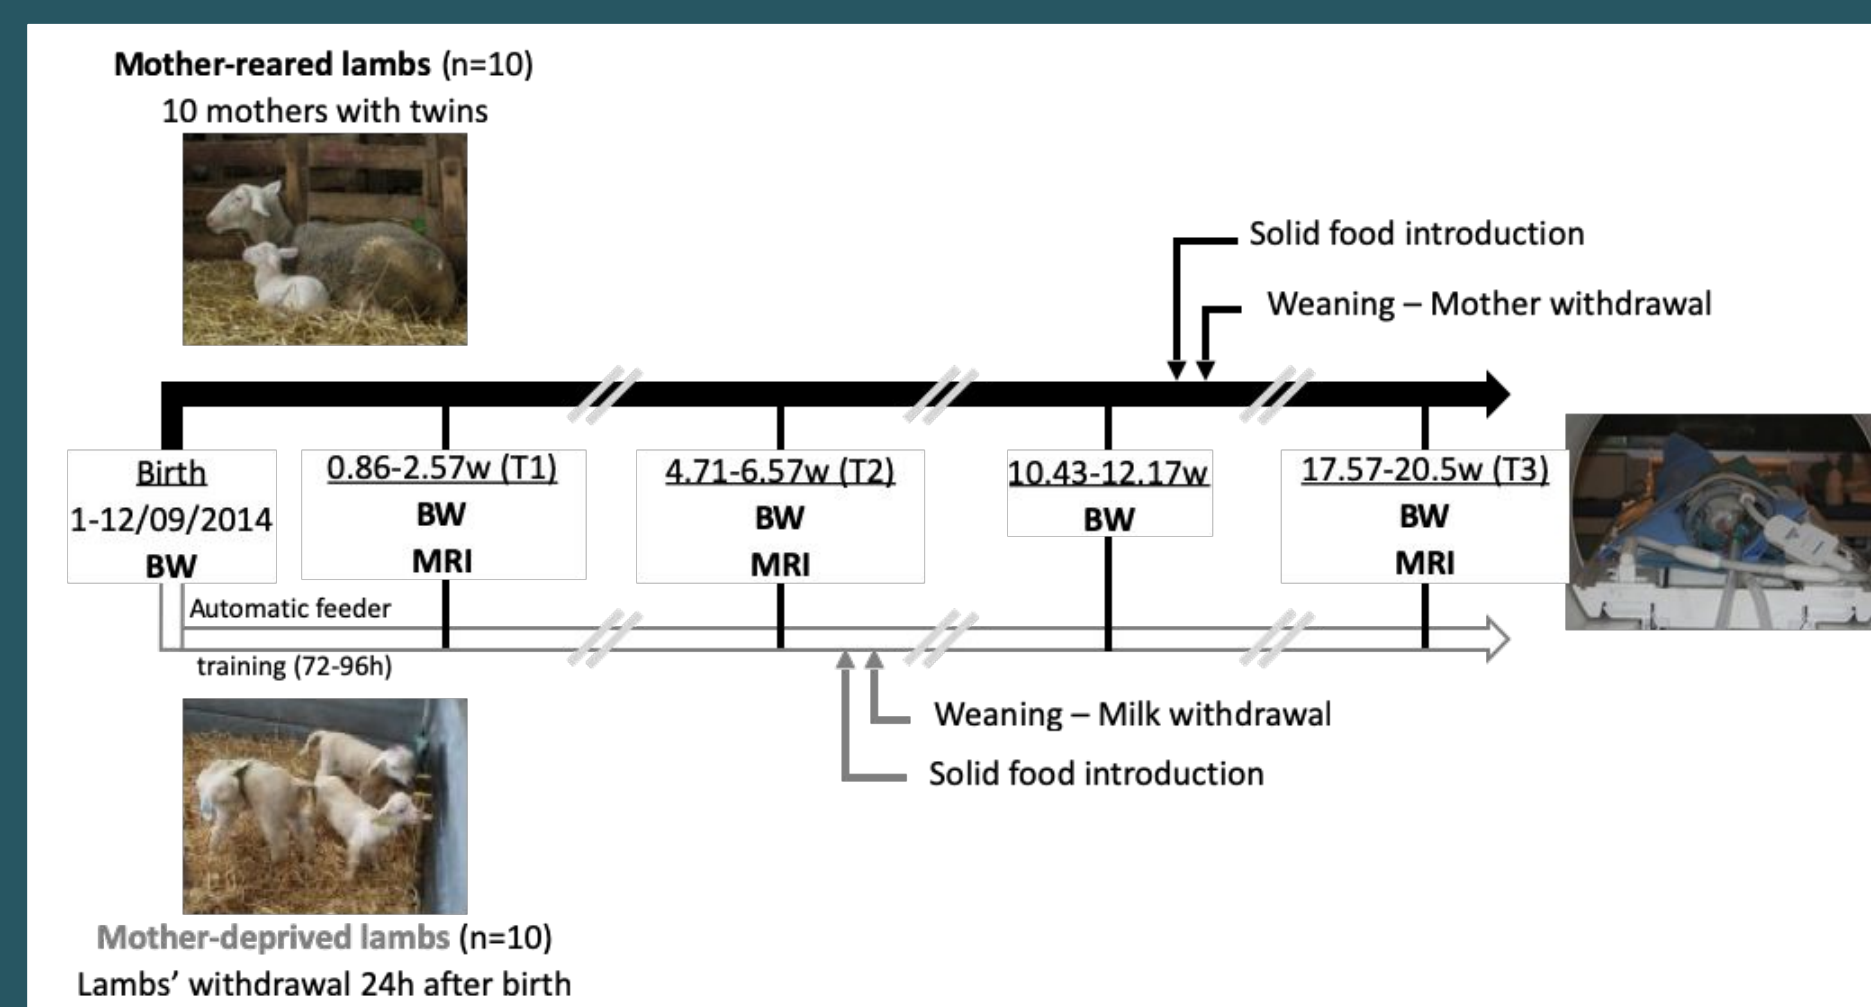 Mother-reared lambs (n=10)
10 mothers with twins
Solid food introduction
Weaning – Mother withdrawal
Birth
1-12/09/2014
BW
0.86-2.57w (T1)
BW
MRI
4.71-6.57w (T2)
BW
MRI
10.43-12.17w
BW
17.57-20.5w (T3)
BW
MRI
Automatic feeder
training (72-96h)
Weaning – Milk withdrawal
Solid food introduction
Mother-deprived lambs (n=10)
Lambs’ withdrawal 24h after birth